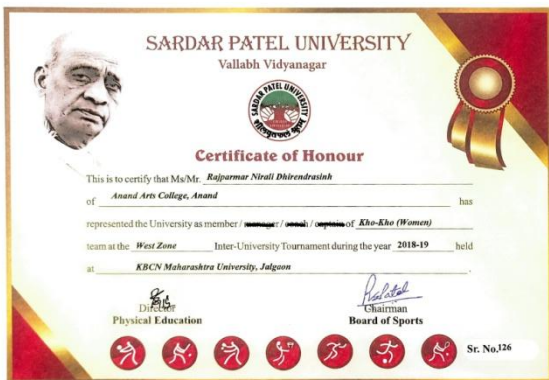 SARDAR PATEL UNIVERSITY
Vallabh Vidyanagar
SARDAR PATEL UNIVERSITY
Certificate of Honour
This is to certify that Ms/Mr. Rajparmar Nirali Dhirendrasinh
of Anand Arts College, Anand has
represented the University as member / manager / coach / captain of Kho-Kho (Women)
team at the West Zone Inter-University Tournament during the year 2018-19 held
at KBCN Maharashtra University, Jalgaon .
Director
Physical Education
Chairman
Board of Sports
Sr. No.126